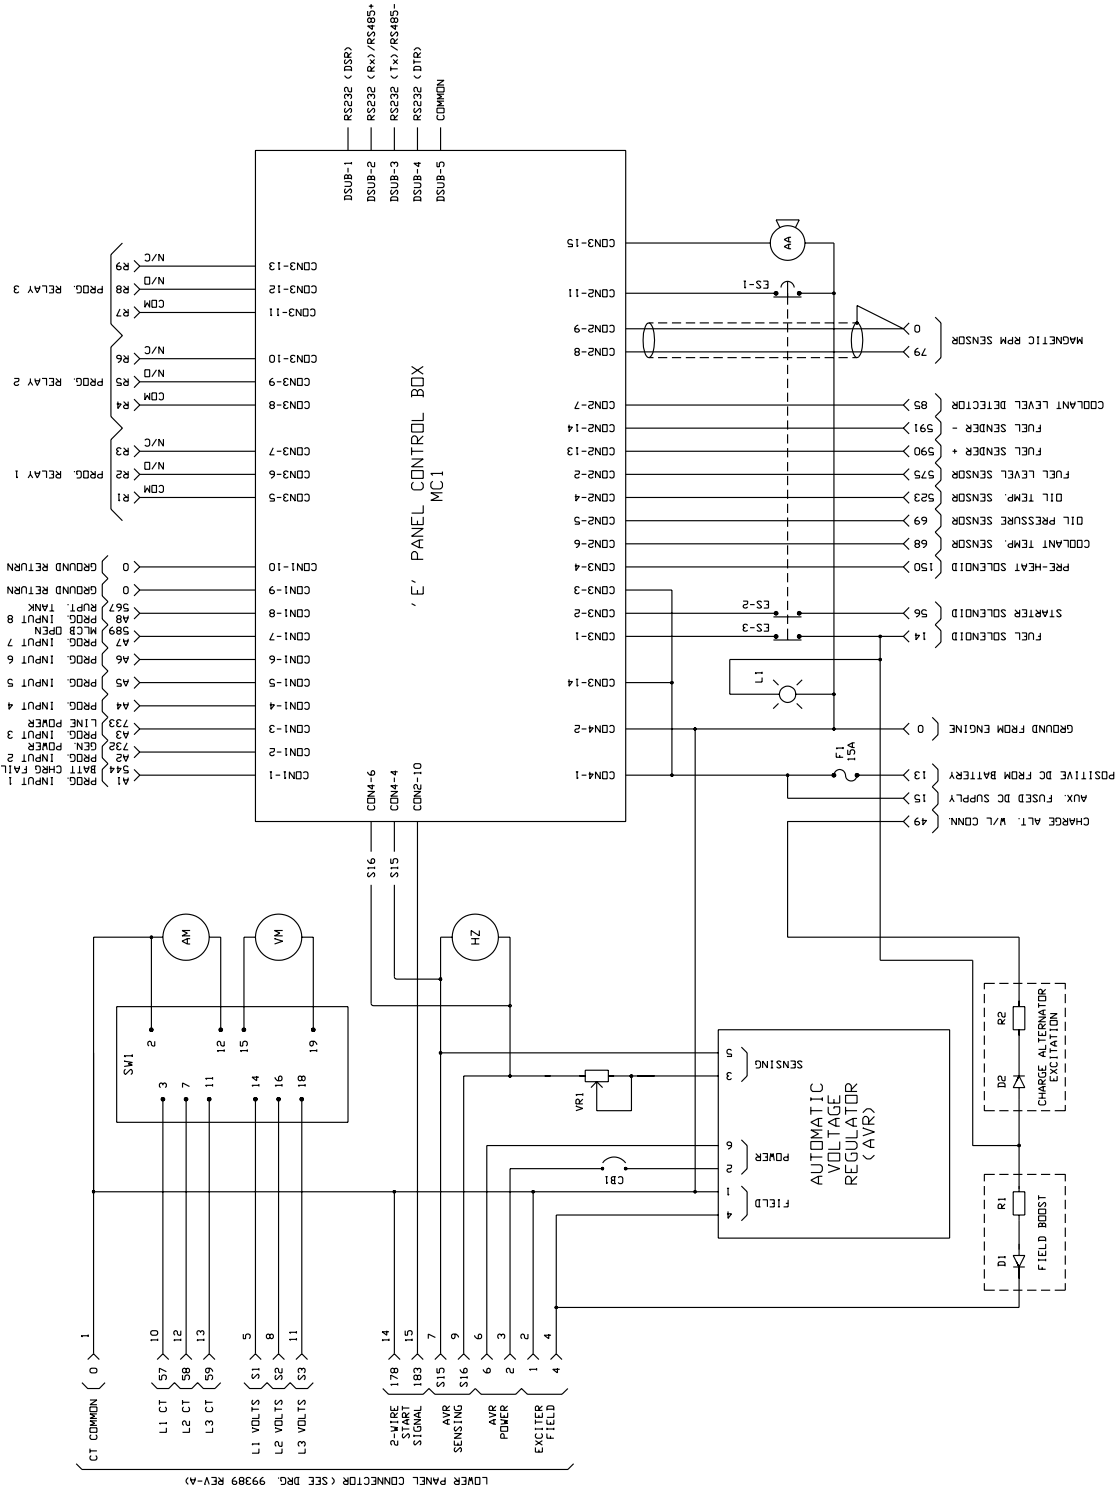 RS232 (DSR)
RS232 (Rx)/RS485+
RS232 (Tx)/RS485-
RS232 (DTR)
COMMON
DSUB-1
DSUB-2
DSUB-3
DSUB-4
DSUB-5
'E' PANEL CONTROL BOX
MC1
PROG. RELAY 3
R9 N/C CON3-13
R8 N/O CON3-12
R7 COM CON3-11
PROG. RELAY 2
R6 N/C CON3-10
R5 N/O CON3-9
R4 COM CON3-8
PROG. RELAY 1
R3 N/C CON3-7
R2 N/O CON3-6
R1 COM CON3-5
GROUND RETURN 0 CON1-10
GROUND RETURN 0 CON1-9
PROG. INPUT 8 A8 CON1-8
RUPT. TANK 567
PROG. INPUT 7 A7 CON1-7
MLCB OPEN 589
PROG. INPUT 6 A6 CON1-6
PROG. INPUT 5 A5 CON1-5
PROG. INPUT 4 A4 CON1-4
PROG. INPUT 3 A3 CON1-3
LINE POWER 733
PROG. INPUT 2 A2 CON1-2
GEN. POWER 732
PROG. INPUT 1 A1 CON1-1
BATT CHRG FAIL 544
CON3-15 AA
CON2-11 ES-1
CON2-9 0
CON2-8 79
MAGNETIC RPM SENSOR
CON2-7 85 COOLANT LEVEL DETECTOR
CON2-14 591 FUEL SENDER -
CON2-13 590 FUEL SENDER +
CON2-2 575 FUEL LEVEL SENSOR
CON2-4 523 OIL TEMP. SENSOR
CON2-5 69 OIL PRESSURE SENSOR
CON2-6 68 COOLANT TEMP. SENSOR
CON3-4 150 PRE-HEAT SOLENOID
CON3-3
CON3-2 ES-2 56 STARTER SOLENOID
CON3-1 ES-3 14 FUEL SOLENOID
CON3-14 L1
CON4-2 0 GROUND FROM ENGINE
CON4-1 F1 15A 13 POSITIVE DC FROM BATTERY
15 AUX. FUSED DC SUPPLY
49 CHARGE ALT. W/L CONN.
CON4-6
CON4-4
CON2-10
S16
S15
AM
VM
HZ
SW1
2
12
15
19
3
7
11
14
16
18
VR1
CB1
5
3
SENSING
6
2
POWER
1
4
FIELD
AUTOMATIC
VOLTAGE
REGULATOR
(AVR)
R2
D2
CHARGE ALTERNATOR
EXCITATION
R1
D1
FIELD BOOST
1
10
12
13
5
8
11
14
15
7
9
6
3
2
4
0
57
58
59
S1
S2
S3
178
183
S15
S16
6
2
1
4
CT COMMON
L1 CT
L2 CT
L3 CT
L1 VOLTS
L2 VOLTS
L3 VOLTS
2-WIRE
START
SIGNAL
AVR
SENSING
AVR
POWER
EXCITER
FIELD
LOWER PANEL CONNECTOR (SEE DRG. 99389 REV-A)